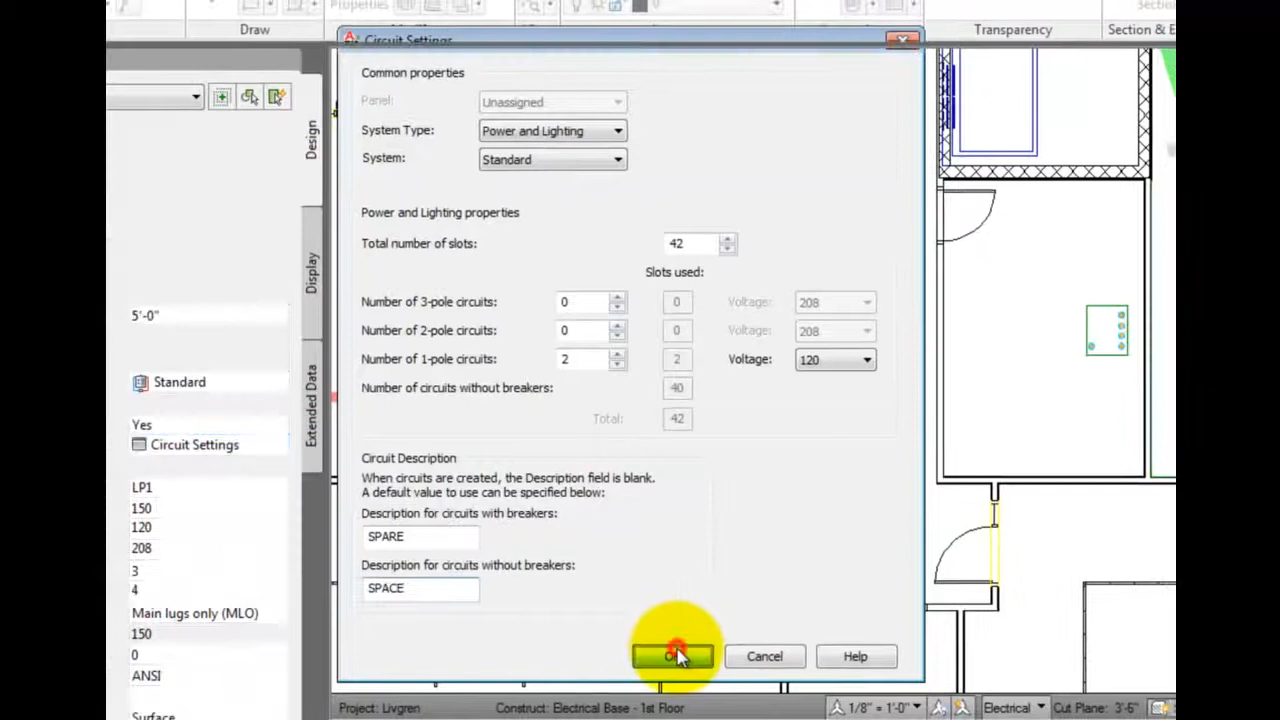 Draw
Properties
Transparency
Section & E
Circuit Settings
Common properties
Panel: Unassigned
System Type: Power and Lighting
System: Standard
Power and Lighting properties
Total number of slots: 42
Slots used:
Number of 3-pole circuits: 0 0 Voltage: 208
Number of 2-pole circuits: 0 0 Voltage: 208
Number of 1-pole circuits: 2 2 Voltage: 120
Number of circuits without breakers: 40
Total: 42
Circuit Description
When circuits are created, the Description field is blank.
A default value to use can be specified below:
Description for circuits with breakers:
SPARE
Description for circuits without breakers:
SPACE
Cancel
Help
Design
Display
Extended Data
5'-0"
Standard
Yes
Circuit Settings
LP1
150
120
208
3
4
Main lugs only (MLO)
150
0
ANSI
Surface
Project: Livgren
Construct: Electrical Base - 1st Floor
1/8" = 1'-0"
Electrical
Cut Plane: 3'-6"